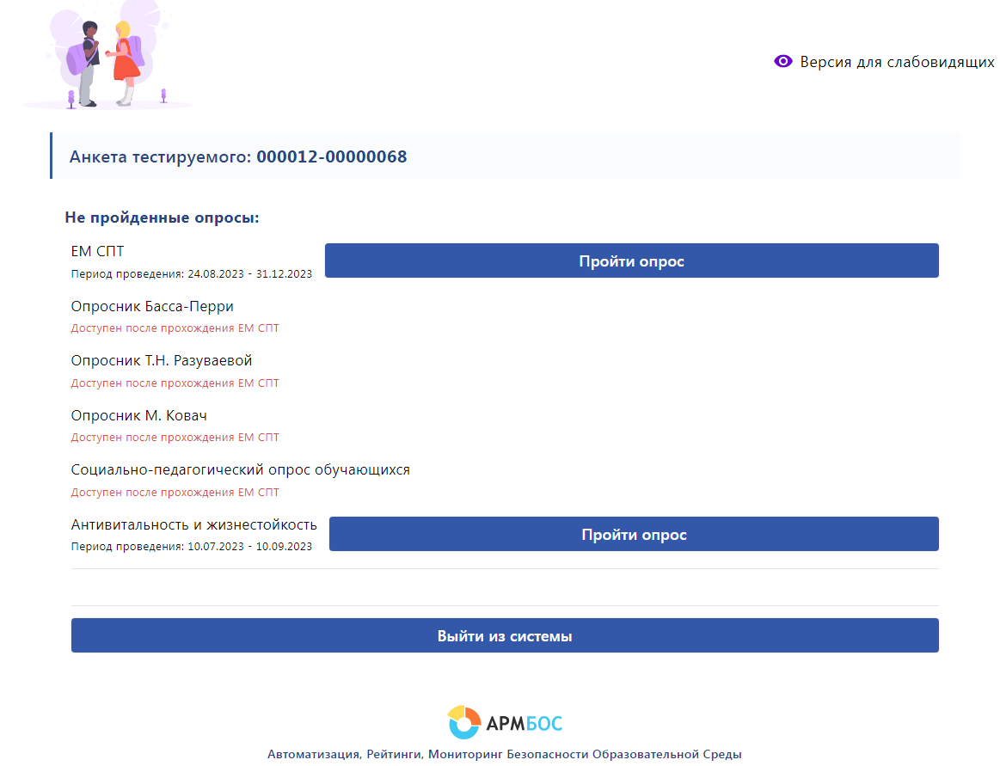 Версия для слабовидящих
Анкета тестируемого: 000012-00000068
Не пройденные опросы:
ЕМ СПТ
Пройти опрос
Период проведения: 24.08.2023 - 31.12.2023
Опросник Басса-Перри
Доступен после прохождения ЕМ СПТ
Опросник Т.Н. Разуваевой
Доступен после прохождения ЕМ СПТ
Опросник М. Ковач
Доступен после прохождения ЕМ СПТ
Социально-педагогический опрос обучающихся
Доступен после прохождения ЕМ СПТ
Антивитальность и жизнестойкость
Пройти опрос
Период проведения: 10.07.2023 - 10.09.2023
Выйти из системы
АРМБОС
Автоматизация, Рейтинги, Мониторинг Безопасности Образовательной Среды